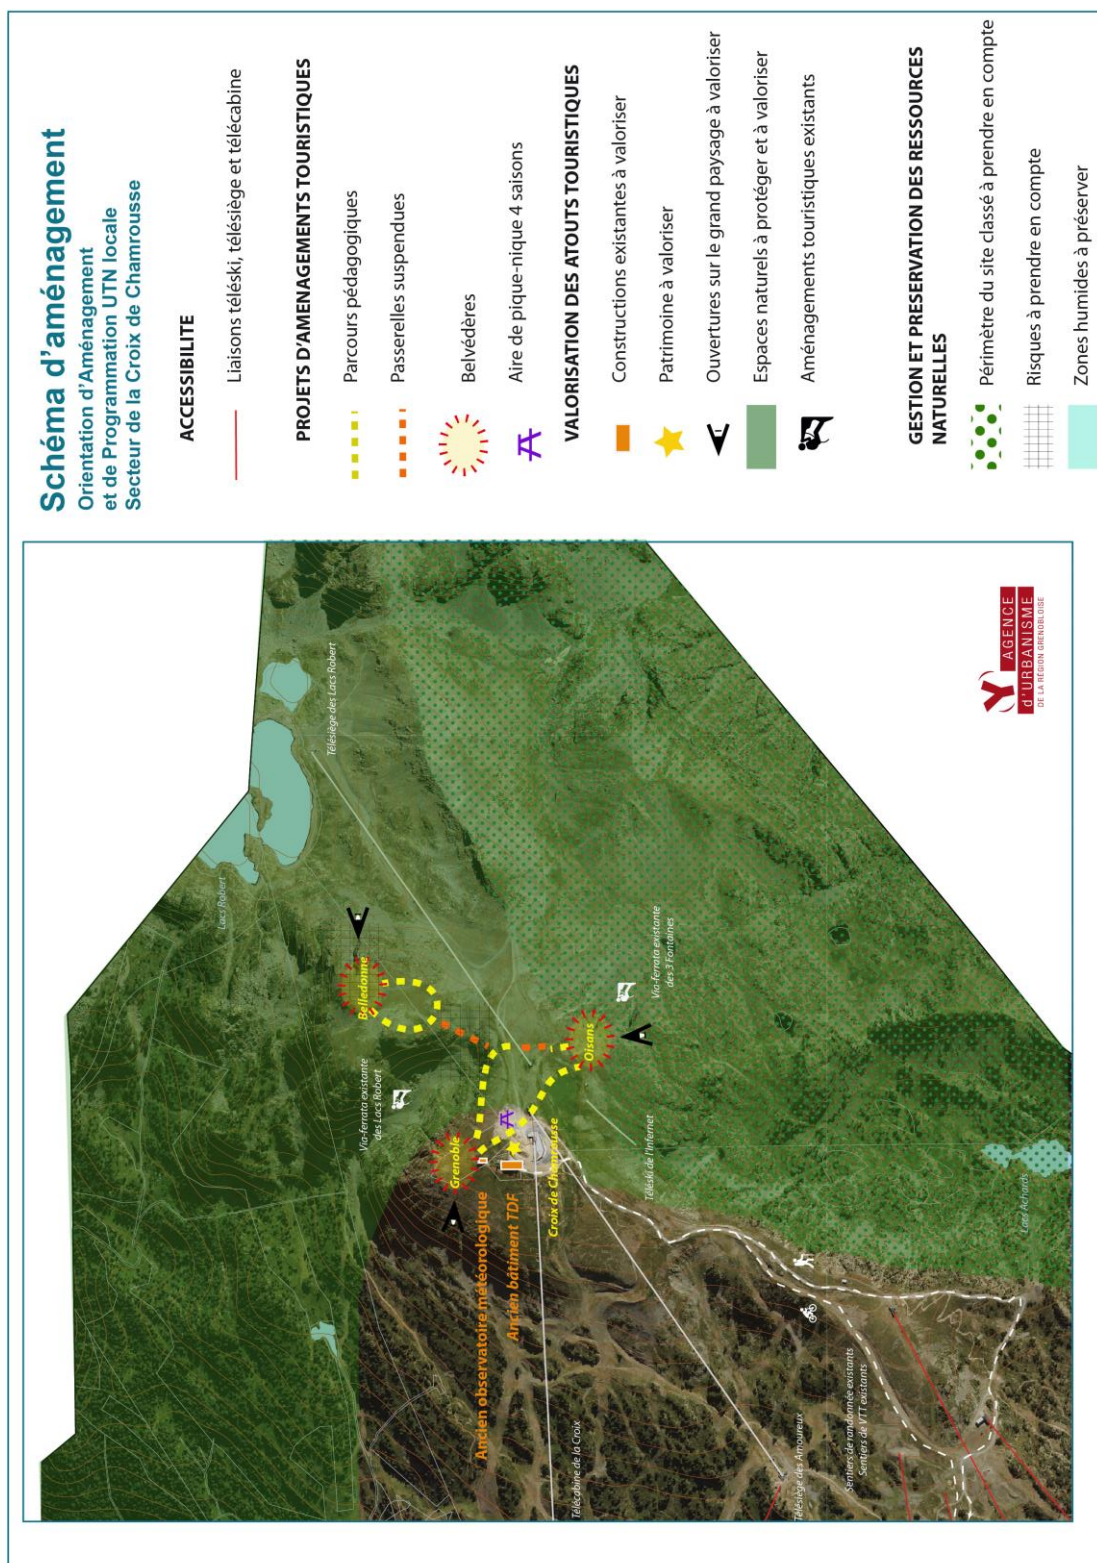 Schéma d'aménagement
Orientation d'Aménagement
et de Programmation UTN locale
Secteur de la Croix de Chamrousse
ACCESSIBILITE
Liaisons téléski, télésiège et télécabine
PROJETS D'AMENAGEMENTS TOURISTIQUES
Parcours pédagogiques
Passerelles suspendues
Belvédères
Aire de pique-nique 4 saisons
VALORISATION DES ATOUTS TOURISTIQUES
Constructions existantes à valoriser
Patrimoine à valoriser
Ouvertures sur le grand paysage à valoriser
Espaces naturels à protéger et à valoriser
Aménagements touristiques existants
GESTION ET PRESERVATION DES RESSOURCES
NATURELLES
Périmètre du site classé à prendre en compte
Risques à prendre en compte
Zones humides à préserver
Lacs Robert
Télésiège des Lacs Robert
Belledonne
Via-ferrata existante
des Lacs Robert
Grenoble
Ancien observatoire météorologique
Ancien bâtiment TDF
Croix de Chamrousse
Oisans
Via-ferrata existante
des 3 Fontaines
Téléski de l'Infernet
Télécabine de la Croix
Télésiège des Amoureux
Sentiers de randonnée existants
Sentiers de VTT existants
Lacs Achards
AGENCE
d'URBANISME
DE LA RÉGION GRENOBLOISE